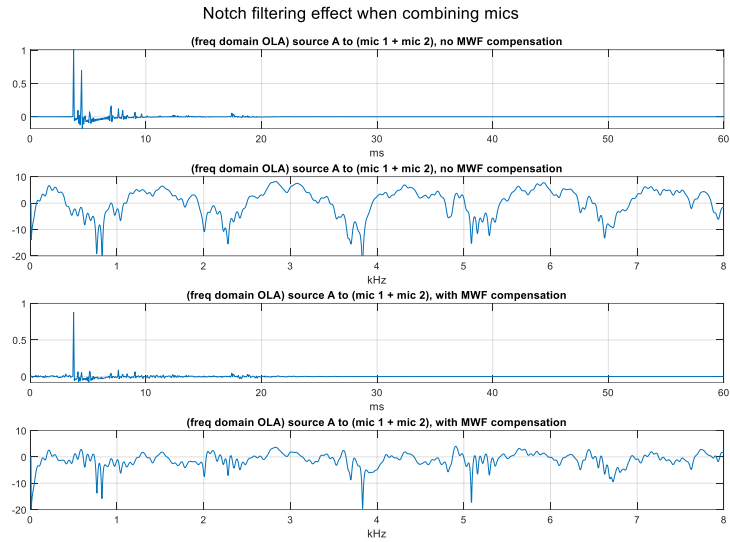 Notch filtering effect when combining mics
(freq domain OLA) source A to (mic 1 + mic 2), no MWF compensation
1
0.5
0
0 10 20 30 40 50 60
ms
(freq domain OLA) source A to (mic 1 + mic 2), no MWF compensation
10
0
-10
-20
0 1 2 3 4 5 6 7 8
kHz
(freq domain OLA) source A to (mic 1 + mic 2), with MWF compensation
1
0.5
0
0 10 20 30 40 50 60
ms
(freq domain OLA) source A to (mic 1 + mic 2), with MWF compensation
10
0
-10
-20
0 1 2 3 4 5 6 7 8
kHz